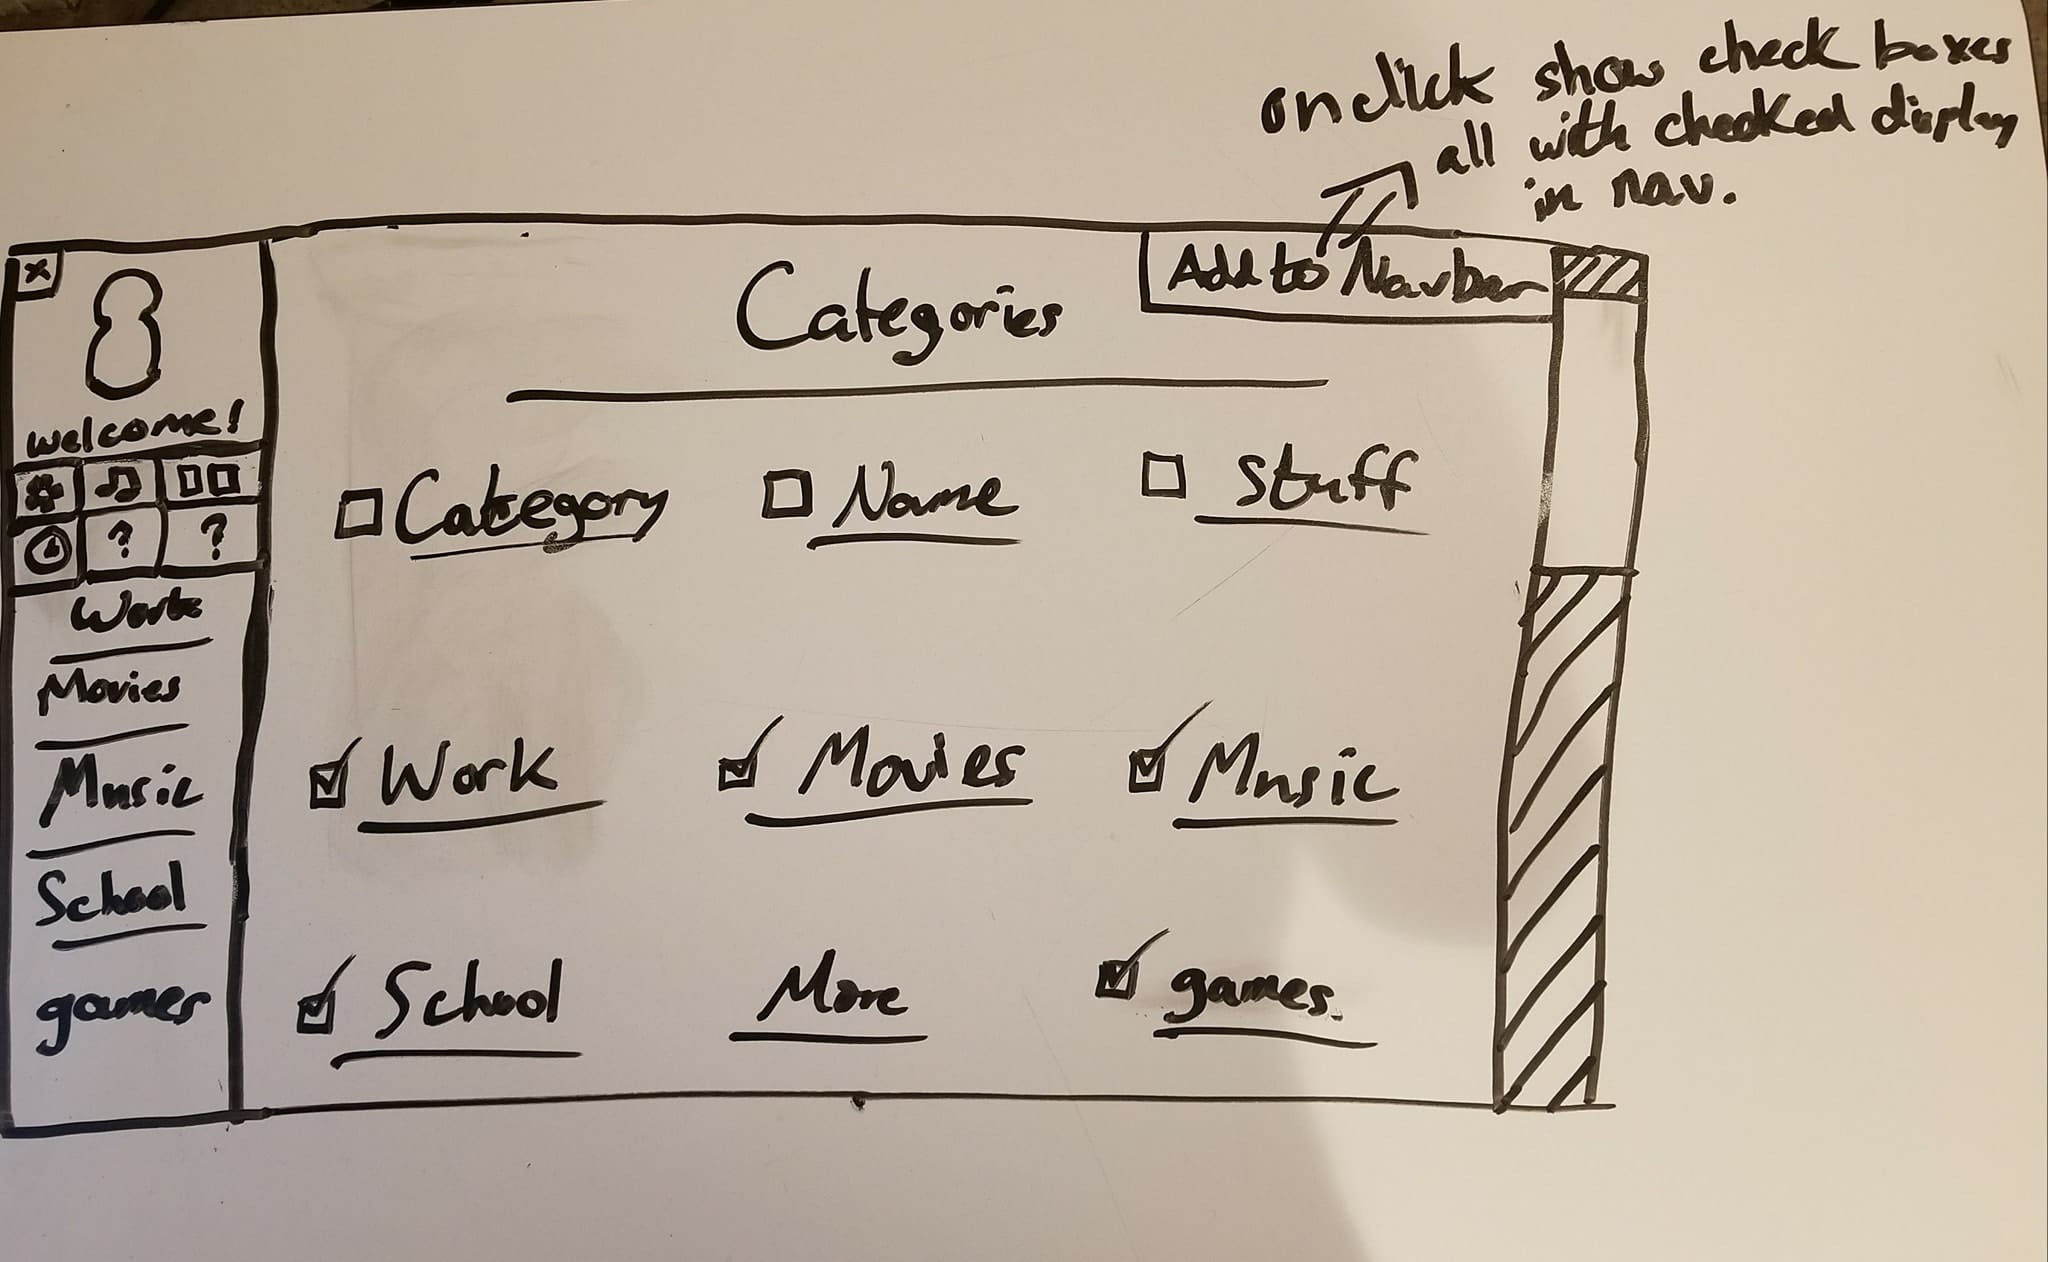 onclick show check boxes
all with checked display
in nav.
Add to Navbar
x
Categories
welcome!
? ?
Category Name Stuff
Work
Movies
Music
School
games
Work Movies Music
School More games.